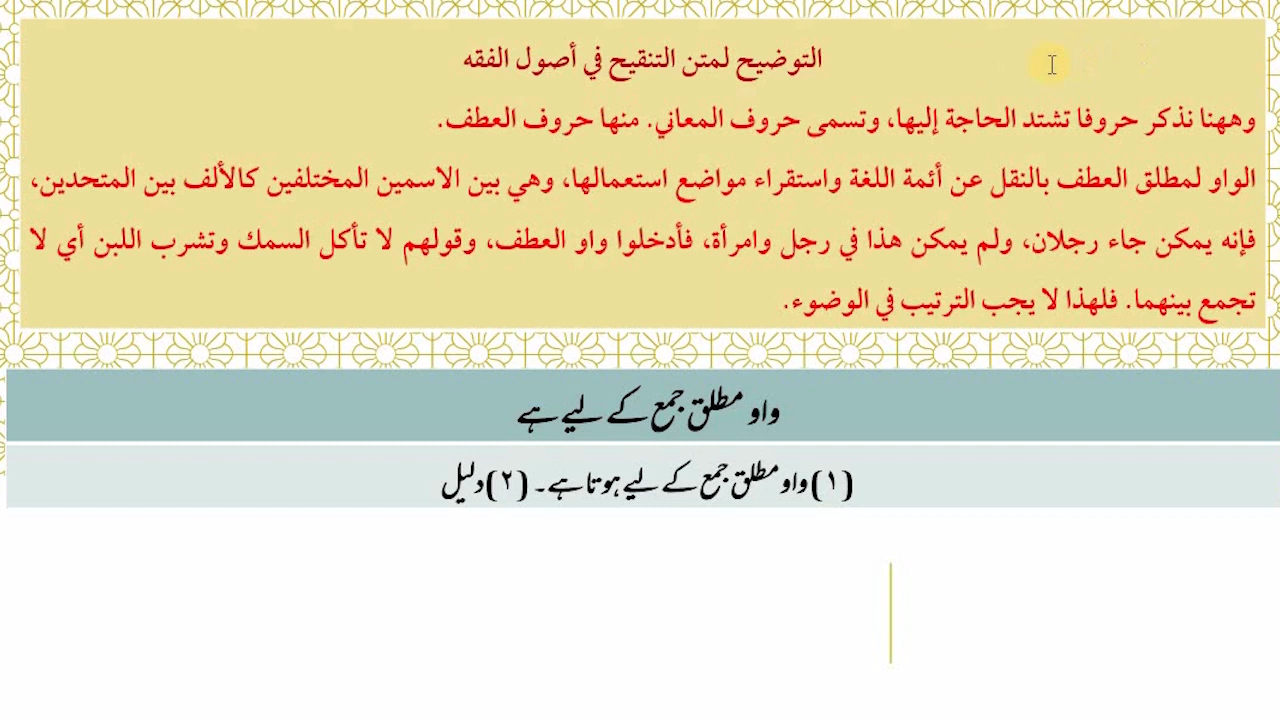 التوضيح لمتن التنقيح في أصول الفقه
وههنا نذكر حروفا تشتد الحاجة إليها، وتسمى حروف المعاني. منها حروف العطف.
الواو لمطلق العطف بالنقل عن أئمة اللغة واستقراء مواضع استعمالها، وهي بين الاسمين المختلفين كالألف بين المتحدين،
فإنه يمكن جاء رجلان، ولم يمكن هذا في رجل وامرأة، فأدخلوا واو العطف، وقولهم لا تأكل السمك وتشرب اللبن أي لا
تجمع بينهما. فلهذا لا يجب الترتيب في الوضوء.
واو مطلق جمع کے لیے ہے
(۱) واو مطلق جمع کے لیے ہوتا ہے۔ (۲) دلیل